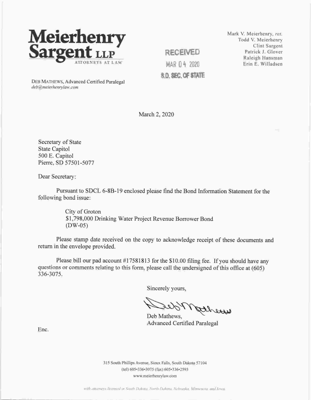 Meierhenry
Sargent LLP
ATTORNEYS AT LAW
DEB MATHEWS, Advanced Certified Paralegal
deb@meierhenrylaw.com
RECEIVED
MAR 04 2020
S.D. SEC. OF STATE
Mark V. Meierhenry,
Todd V. Meierhenry
Clint Sargent
Patrick J. Glover
Raleigh Hansman
Erin E. Willadsen
March 2, 2020
Secretary of State
State Capitol
500 E. Capitol
Pierre, SD 57501-5077
Dear Secretary:
Pursuant to SDCL 6-8B-19 enclosed please find the Bond Information Statement for the
following bond issue:
City of Groton
$1,798,000 Drinking Water Project Revenue Borrower Bond
(DW-05)
Please stamp date received on the copy to acknowledge receipt of these documents and
return in the envelope provided.
Please bill our pad account #17581813 for the $10.00 filing fee. If you should have any
questions or comments relating to this form, please call the undersigned of this office at (605)
336-3075.
Sincerely yours,
Deb Mathews
Deb Mathews,
Advanced Certified Paralegal
Enc.
315 South Phillips Avenue, Sioux Falls, South Dakota 57104
(tel) 605-336-3075 (fax) 605-336-2593
www.meierhenrylaw.com
with attorneys licensed in South Dakota, North Dakota, Nebraska, Minnesota, and Iowa